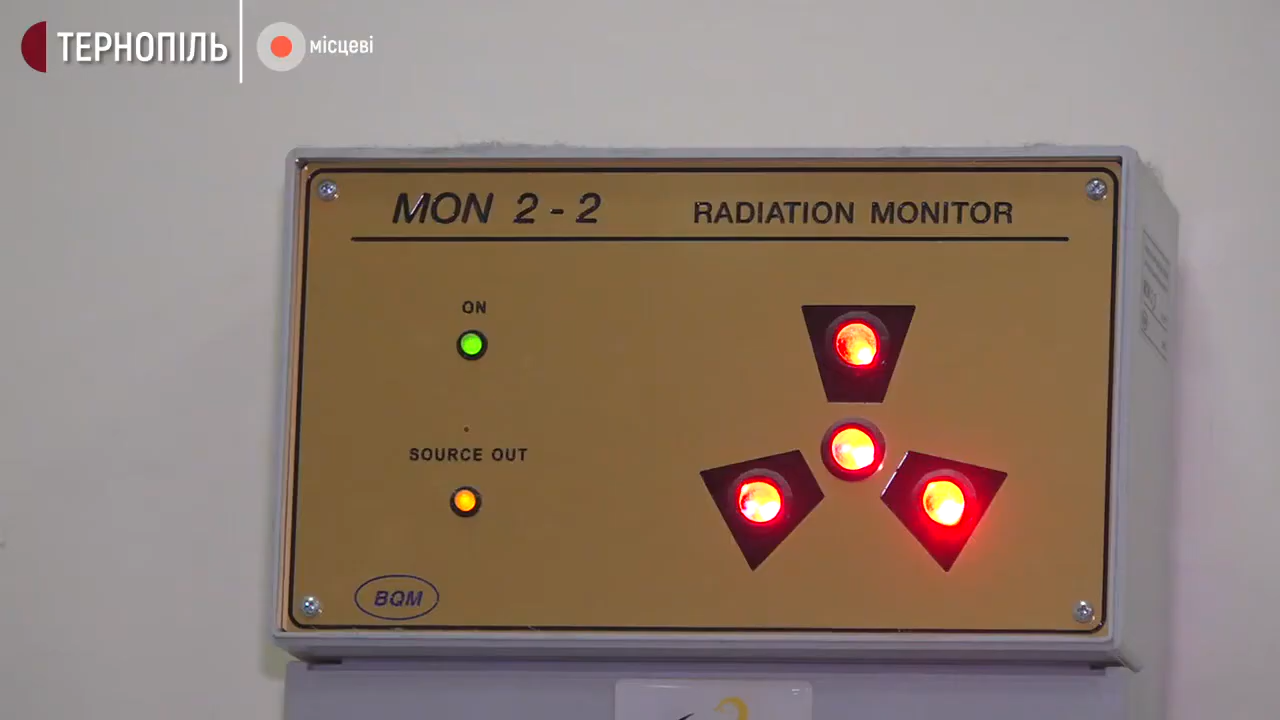 ТЕРНОПІЛЬ місцеві
MON 2-2 RADIATION MONITOR
ON
SOURCE OUT
BQM